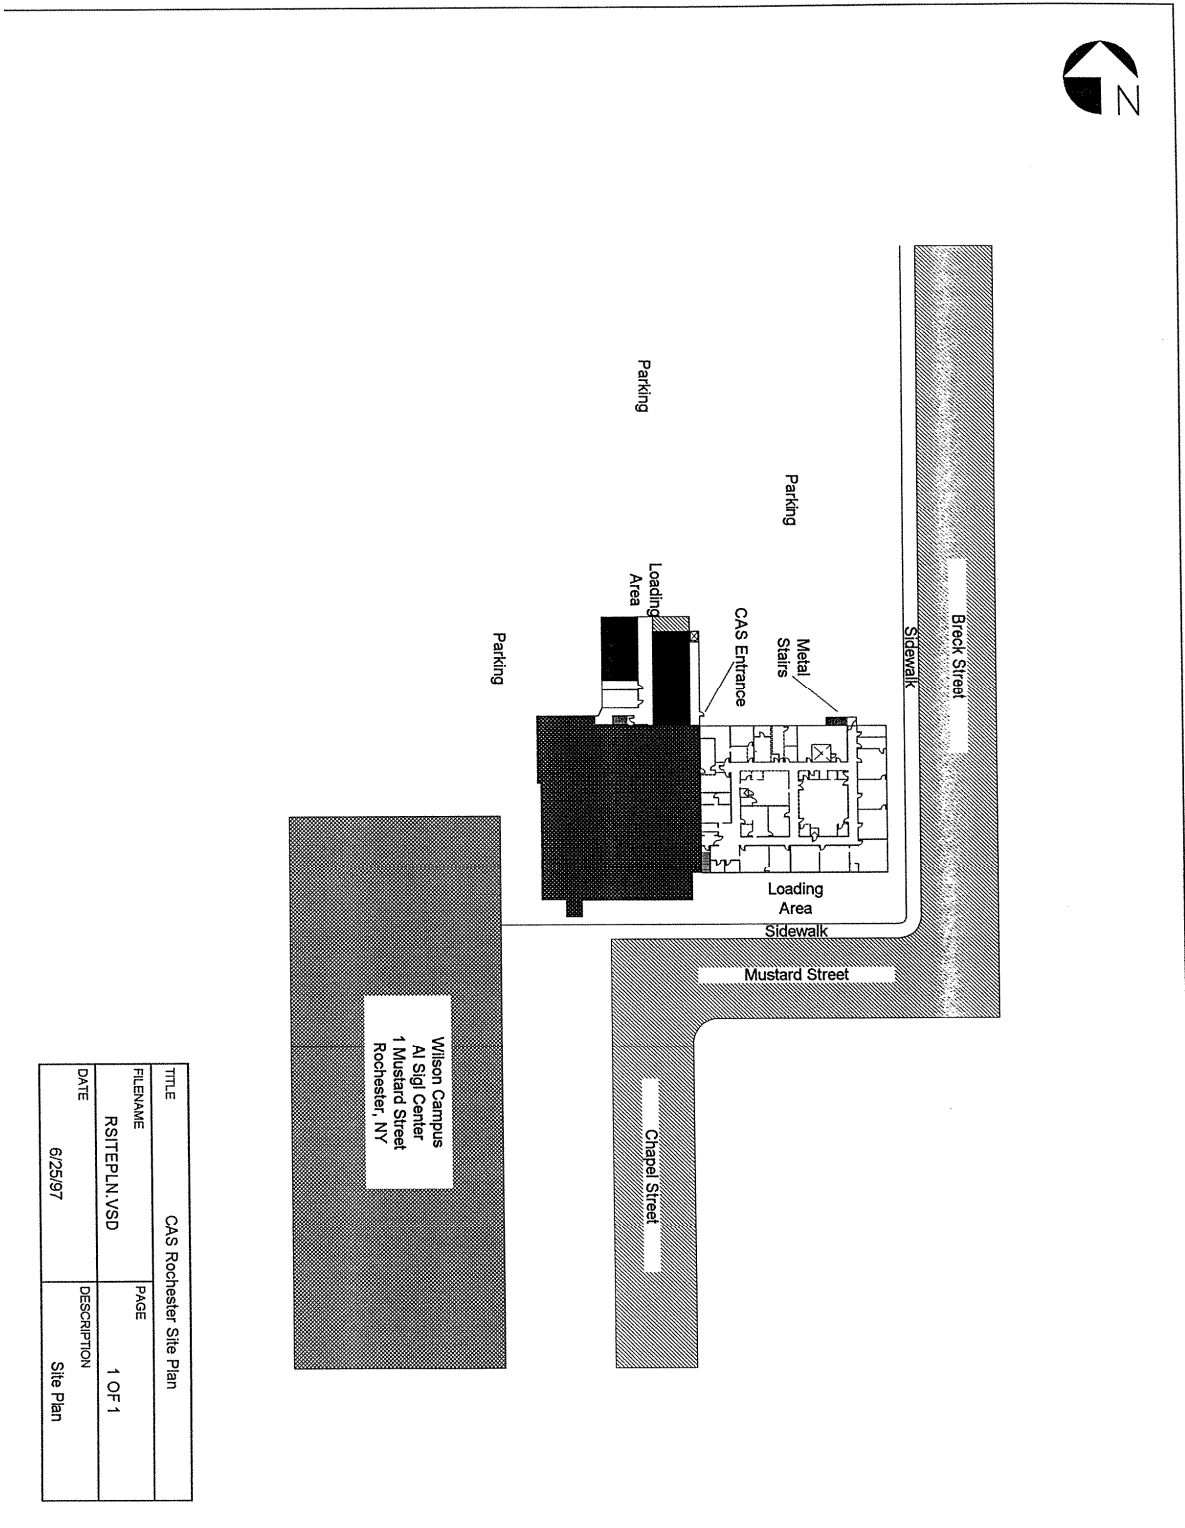 N
Breck Street
Sidewalk
Parking
Parking
Parking
Metal
Stairs
CAS Entrance
Loading
Area
Loading
Area
Sidewalk
Mustard Street
Chapel Street
Wilson Campus
Al Sigl Center
1 Mustard Street
Rochester, NY
TITLE CAS Rochester Site Plan
FILENAME RSITEPLN.VSD PAGE 1 OF 1
DATE 6/25/97 DESCRIPTION Site Plan